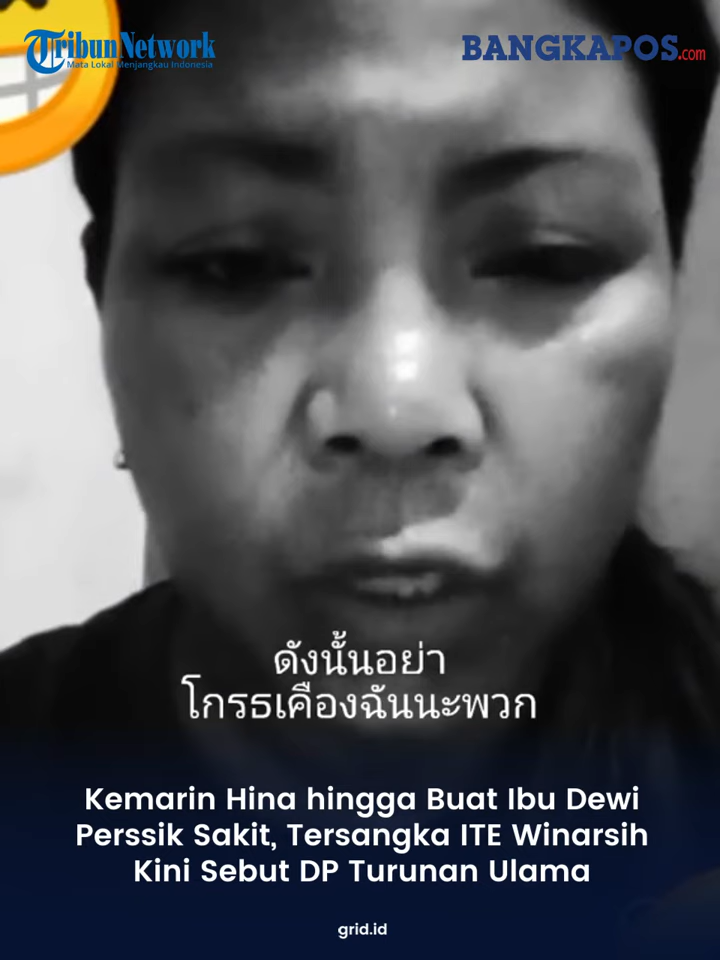 Tribun Network
Mata Lokal Menjangkau Indonesia
BANGKAPOS.com
ดังนั้นอย่า
โกรธเคืองฉันนะพวก
Kemarin Hina hingga Buat Ibu Dewi
Perssik Sakit, Tersangka ITE Winarsih
Kini Sebut DP Turunan Ulama
grid.id